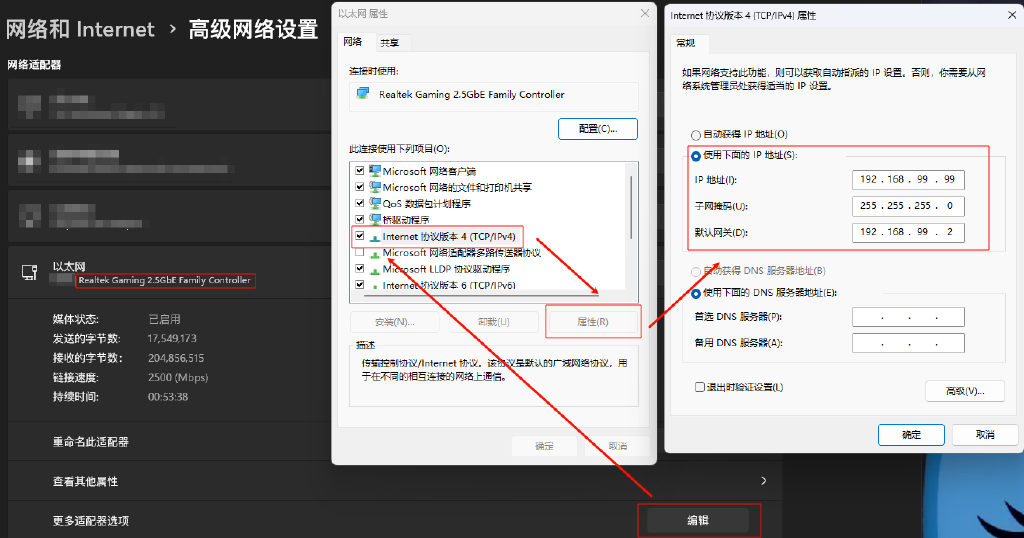 网络和 Internet › 高级网络设置
网络适配器
以太网
Realtek Gaming 2.5GbE Family Controller
媒体状态: 已启用
发送的字节数: 17,549,173
接收的字节数: 204,856,515
链接速度: 2500 (Mbps)
持续时间: 00:53:38
重命名此适配器
查看其他属性
更多适配器选项
编辑
以太网 属性
网络 共享
连接时使用:
Realtek Gaming 2.5GbE Family Controller
配置(C)...
此连接使用下列项目(O):
Microsoft 网络客户端
Microsoft 网络的文件和打印机共享
QoS 数据包计划程序
桥驱动程序
Internet 协议版本 4 (TCP/IPv4)
Microsoft 网络适配器多路传送器协议
Microsoft LLDP 协议驱动程序
Internet 协议版本 6 (TCP/IPv6)
安装(N)... 卸载(U) 属性(R)
描述
传输控制协议/Internet 协议。该协议是默认的广域网络协议，用
于在不同的相互连接的网络上通信。
确定 取消
Internet 协议版本 4 (TCP/IPv4) 属性
常规
如果网络支持此功能，则可以获取自动指派的 IP 设置。否则，你需要从网
络系统管理员处获得适当的 IP 设置。
自动获得 IP 地址(O)
使用下面的 IP 地址(S):
IP 地址(I): 192 . 168 . 99 . 99
子网掩码(U): 255 . 255 . 255 . 0
默认网关(D): 192 . 168 . 99 . 2
自动获得 DNS 服务器地址(B)
使用下面的 DNS 服务器地址(E):
首选 DNS 服务器(P): . . .
备用 DNS 服务器(A): . . .
退出时验证设置(L)
高级(V)...
确定 取消